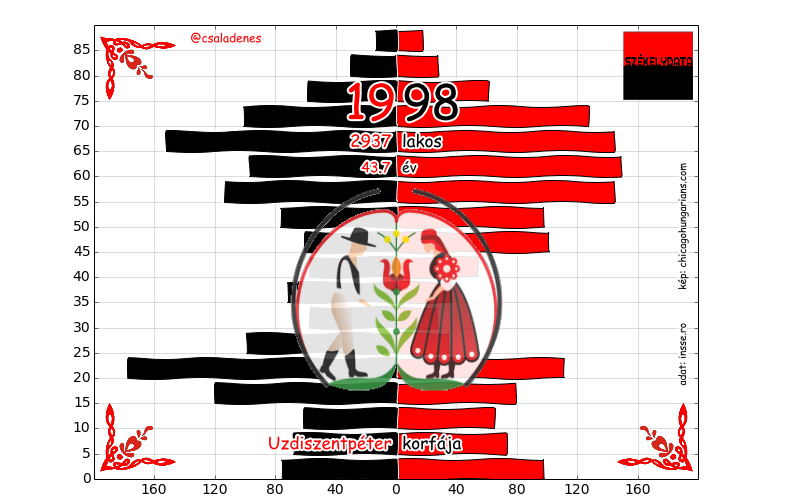 @csaladenes
SZÉKELYDATA
1998
2937 lakos
43.7 év
kép: chicagohungarians.com
adat: insse.ro
Uzdiszentpéter korfája
85
80
75
70
65
60
55
50
45
40
35
30
25
20
15
10
5
0
160 120 80 40 0 40 80 120 160